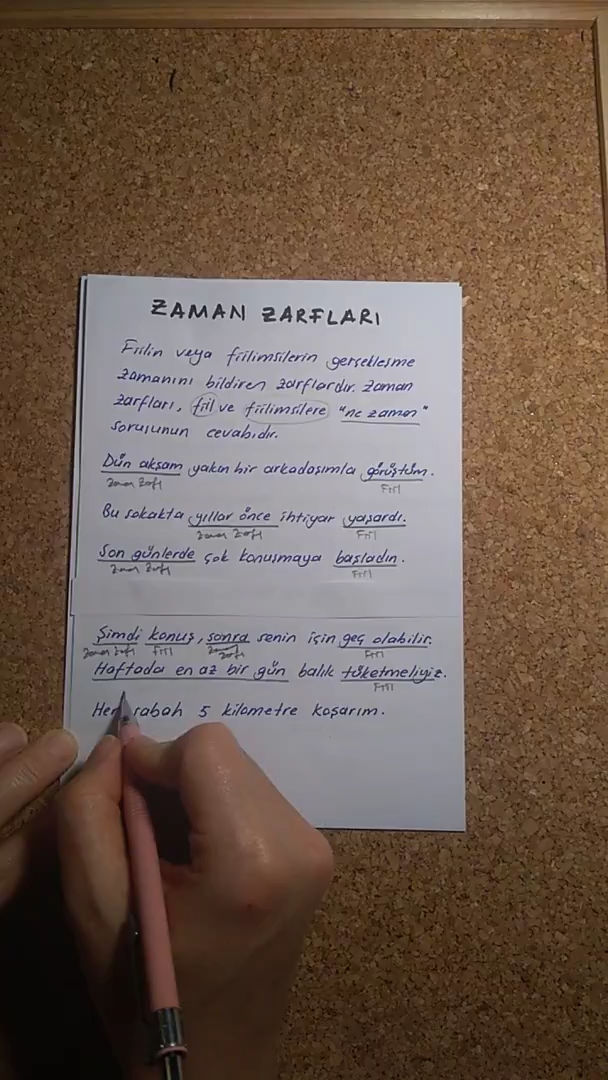 ZAMAN ZARFLARI
Fiilin veya fiilimsilerin gerçekleşme
zamanını bildiren zarflardır. Zaman
zarfları, fiil ve fiilimsilere "ne zaman"
sorusunun cevabıdır.
Dün akşam yakın bir arkadaşımla görüştüm.
Zaman Zarfı Fiil
Bu sokakta yıllar önce ihtiyar yaşardı.
Zaman Zarfı Fiil
Son günlerde çok konuşmaya başladın.
Zaman Zarfı Fiil
Şimdi konuş, sonra senin için geç olabilir.
Zaman Zarfı Fiil Zaman Zarfı Fiil
Haftada en az bir gün balık tüketmeliyiz.
Fiil
Her sabah 5 kilometre koşarım.